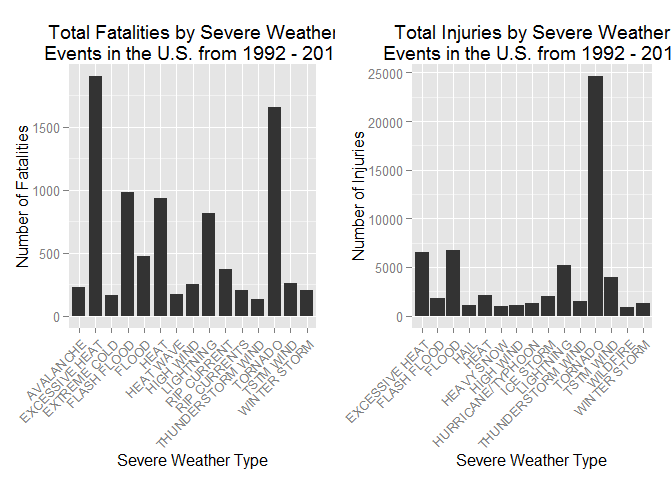 Total Fatalities by Severe Weather
Events in the U.S. from 1992 - 201
Number of Fatalities
1500
1000
500
0
AVALANCHE
EXCESSIVE HEAT
EXTREME COLD
FLASH FLOOD
FLOOD
HEAT
HEAT WAVE
HIGH WIND
LIGHTNING
RIP CURRENT
RIP CURRENTS
THUNDERSTORM WIND
TORNADO
TSTM WIND
WINTER STORM
Severe Weather Type
Total Injuries by Severe Weather
Events in the U.S. from 1992 - 201
Number of Injuries
25000
20000
15000
10000
5000
0
EXCESSIVE HEAT
FLASH FLOOD
FLOOD
HAIL
HEAT
HEAVY SNOW
HIGH WIND
HURRICANE/TYPHOON
ICE STORM
LIGHTNING
THUNDERSTORM WIND
TORNADO
TSTM WIND
WILDFIRE
WINTER STORM
Severe Weather Type